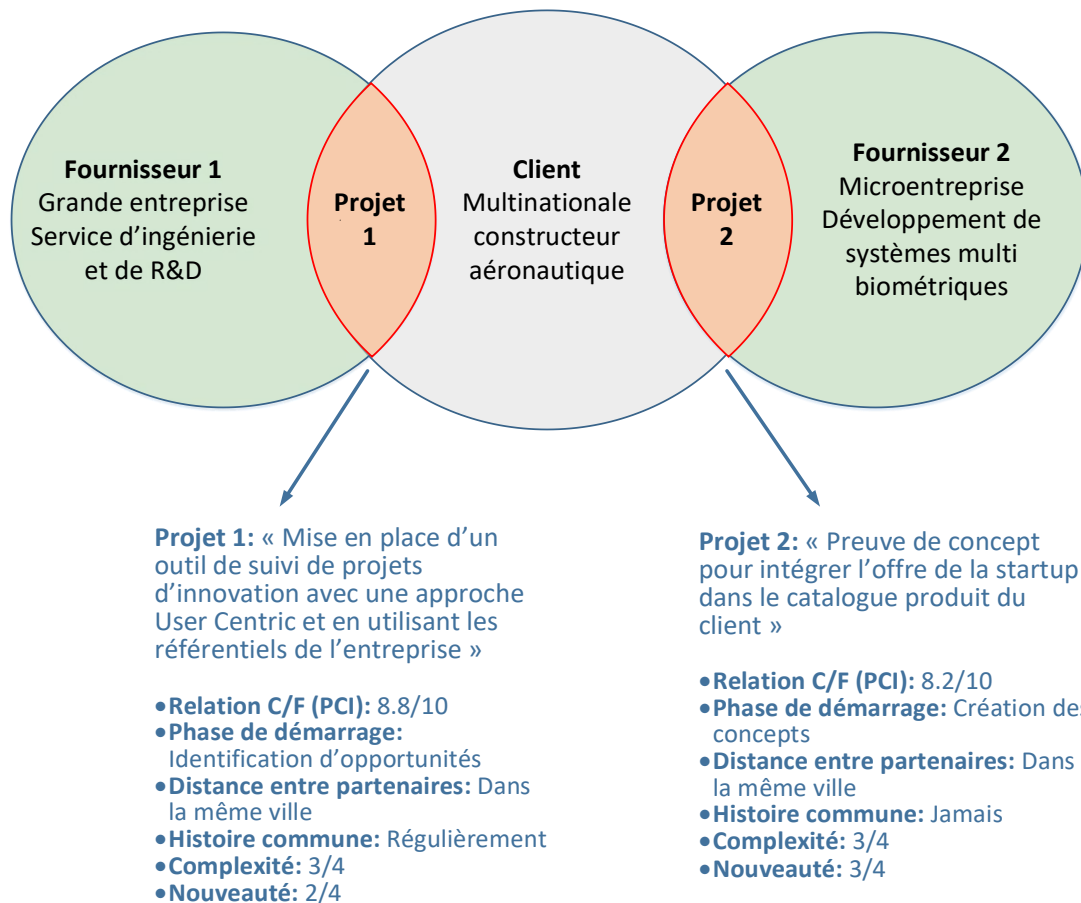 Fournisseur 1
Grande entreprise
Service d'ingénierie
et de R&D
Projet
1
Client
Multinationale
constructeur
aéronautique
Projet
2
Fournisseur 2
Microentreprise
Développement de
systèmes multi
biométriques
Projet 1: « Mise en place d'un
outil de suivi de projets
d'innovation avec une approche
User Centric et en utilisant les
référentiels de l'entreprise »
•Relation C/F (PCI): 8.8/10
•Phase de démarrage:
Identification d'opportunités
•Distance entre partenaires: Dans
la même ville
•Histoire commune: Régulièrement
•Complexité: 3/4
•Nouveauté: 2/4
Projet 2: « Preuve de concept
pour intégrer l'offre de la startup
dans le catalogue produit du
client »
•Relation C/F (PCI): 8.2/10
•Phase de démarrage: Création des
concepts
•Distance entre partenaires: Dans
la même ville
•Histoire commune: Jamais
•Complexité: 3/4
•Nouveauté: 3/4